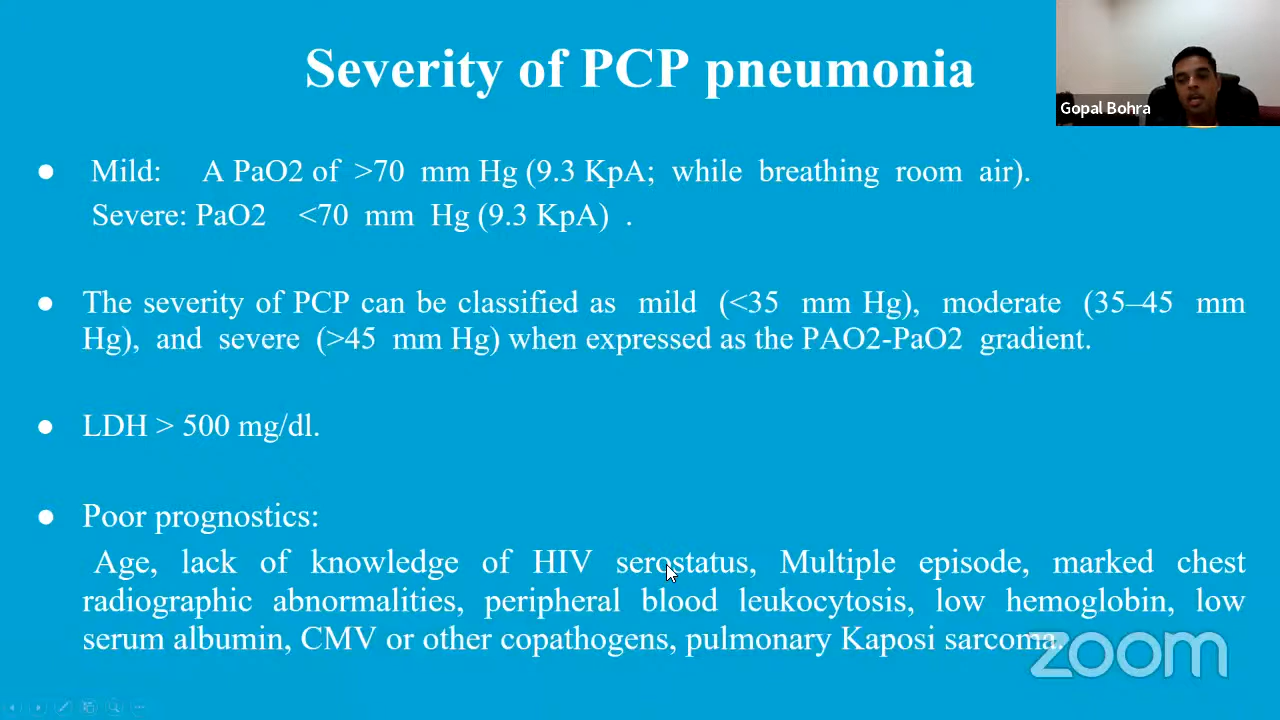 Severity of PCP pneumonia
Gopal Bohra
● Mild: A PaO2 of >70 mm Hg (9.3 KpA; while breathing room air).
Severe: PaO2 <70 mm Hg (9.3 KpA) .
● The severity of PCP can be classified as mild (<35 mm Hg), moderate (35–45 mm
Hg), and severe (>45 mm Hg) when expressed as the PAO2-PaO2 gradient.
● LDH > 500 mg/dl.
● Poor prognostics:
Age, lack of knowledge of HIV serostatus, Multiple episode, marked chest
radiographic abnormalities, peripheral blood leukocytosis, low hemoglobin, low
serum albumin, CMV or other copathogens, pulmonary Kaposi sarcoma.
zoom